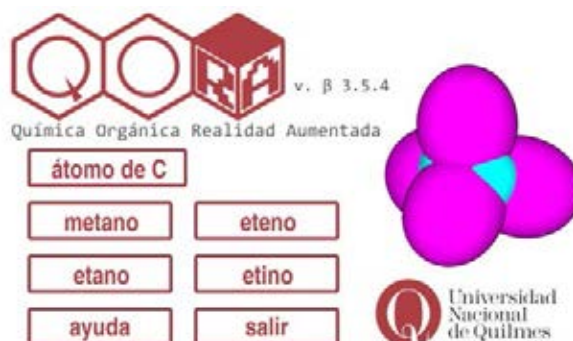 QORA
v. β 3.5.4
Química Orgánica Realidad Aumentada
átomo de C
metano
eteno
etano
etino
ayuda
salir
Q
Universidad
Nacional
de Quilmes